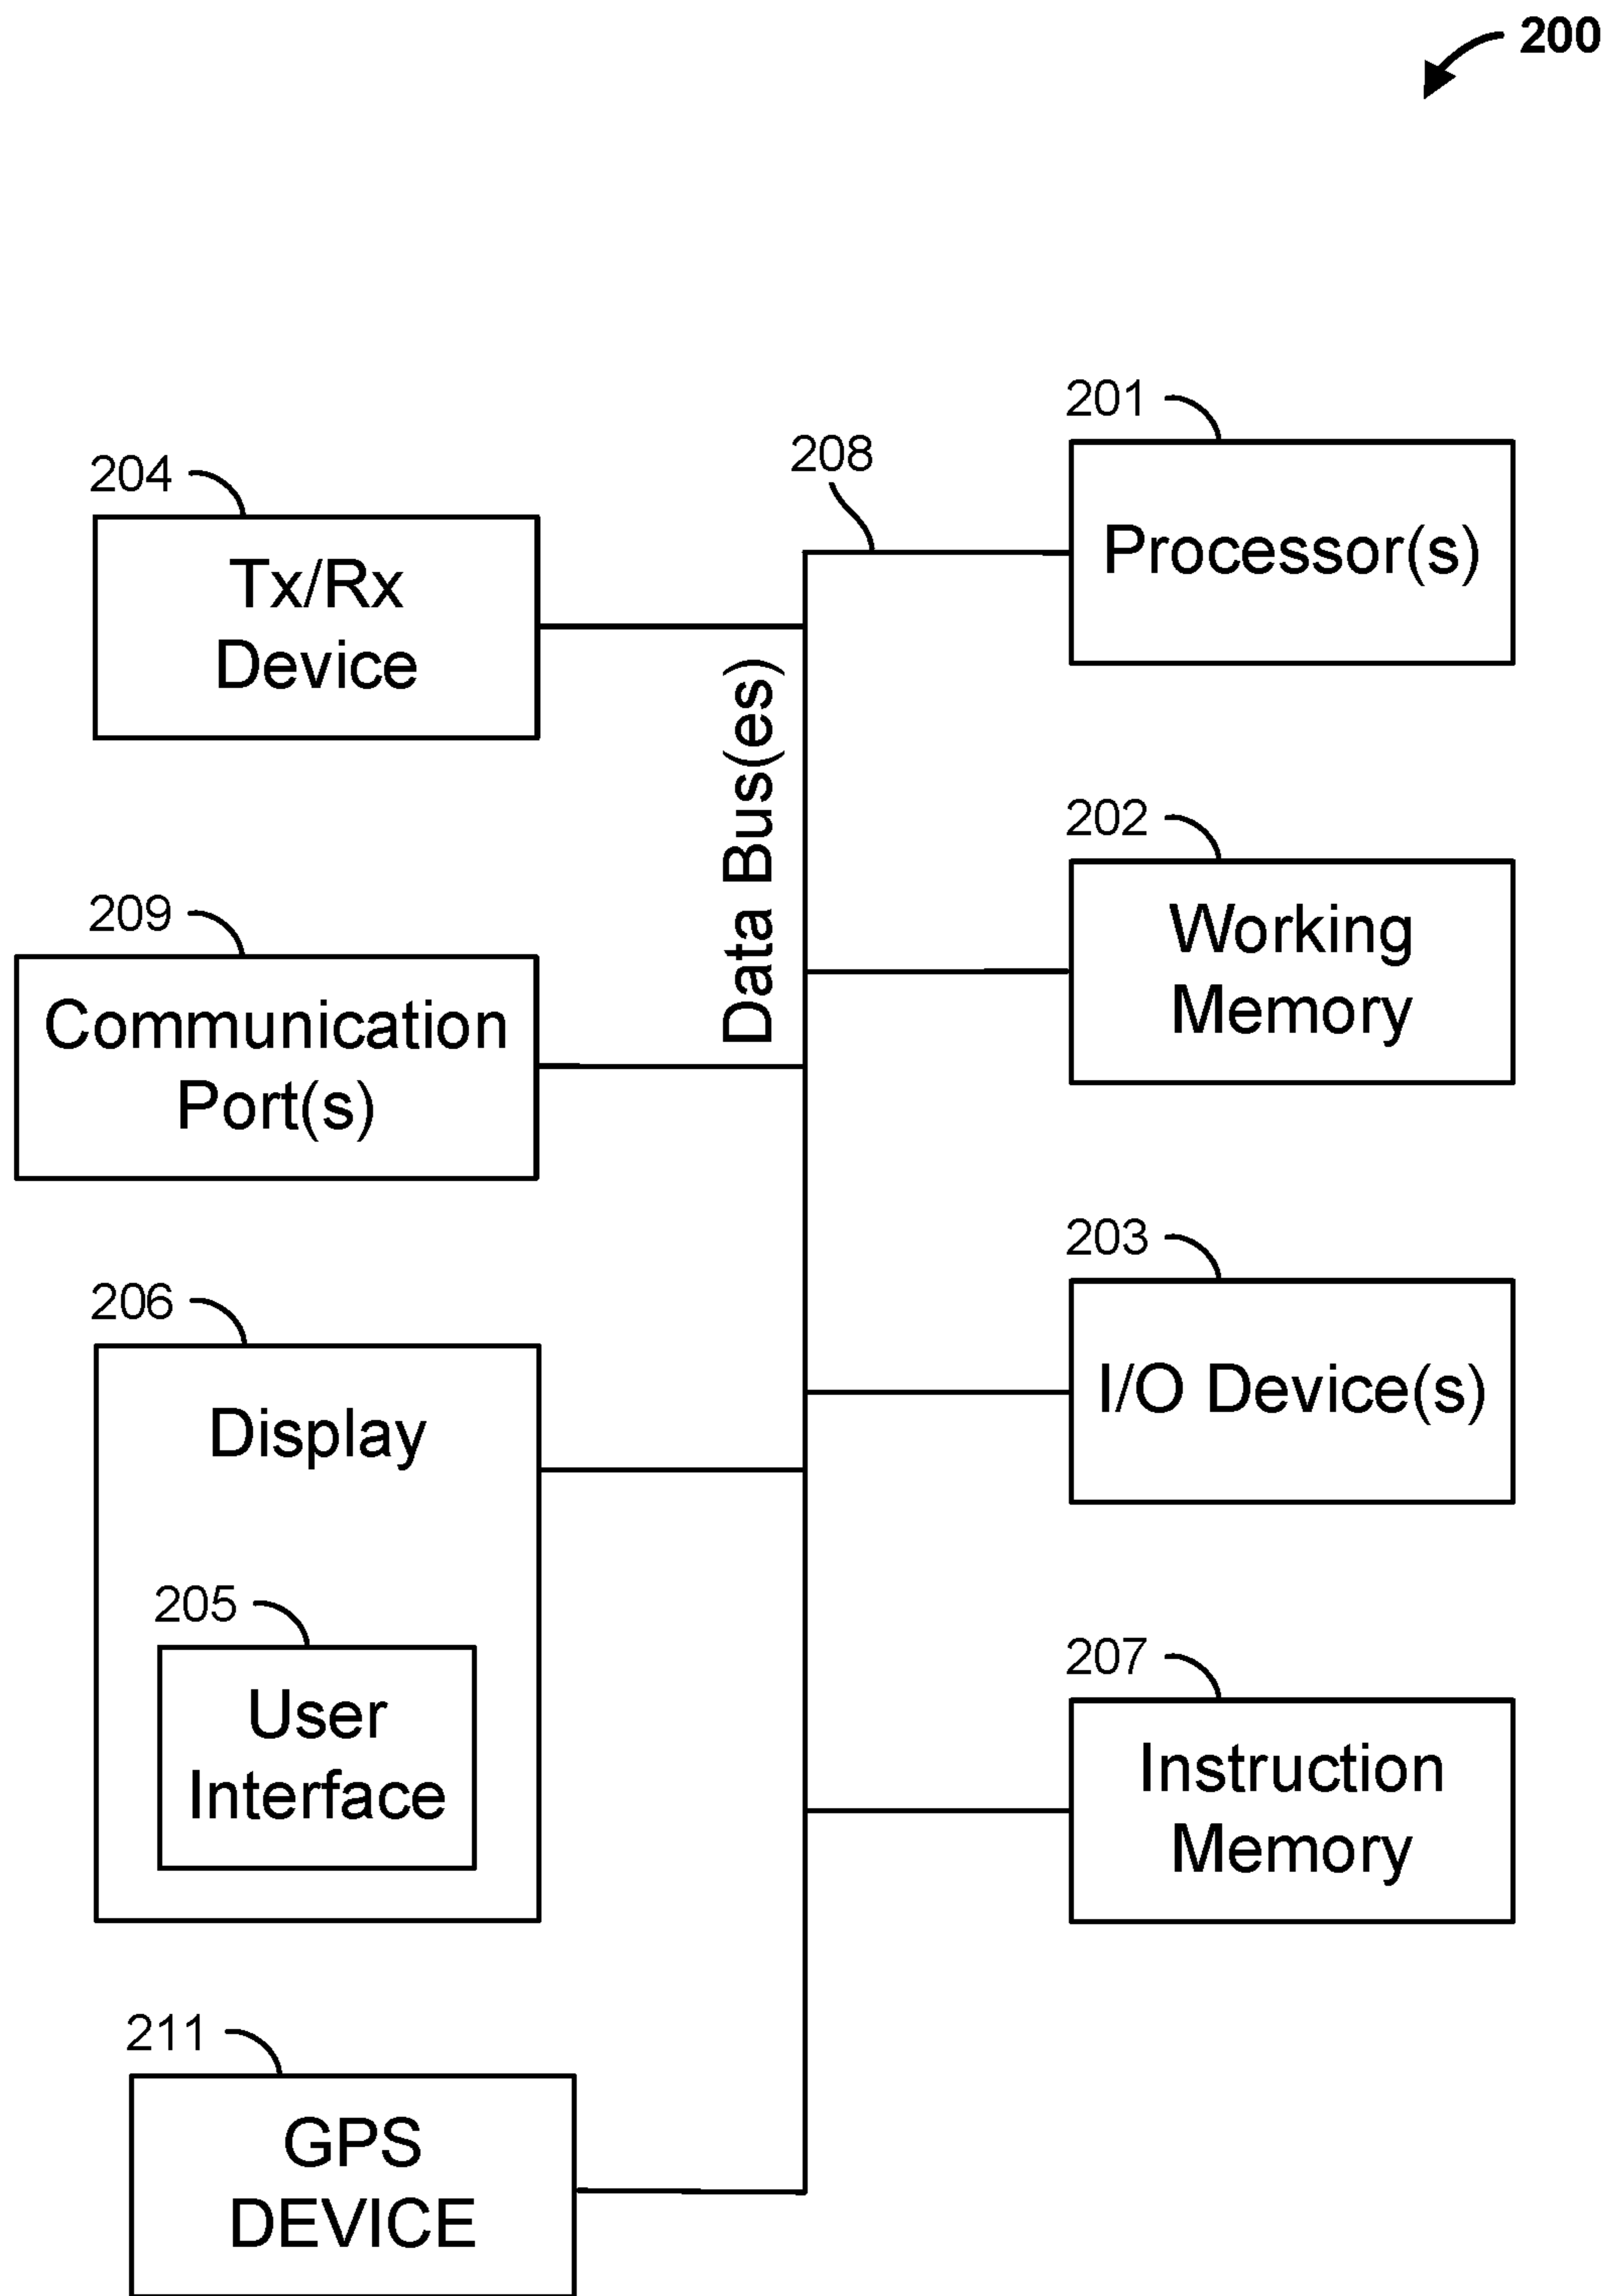 200
201
Processor(s)
204
Tx/Rx
Device
208
Data Bus(es)
202
Working
Memory
209
Communication
Port(s)
203
I/O Device(s)
206
Display
205
User
Interface
207
Instruction
Memory
211
GPS
DEVICE